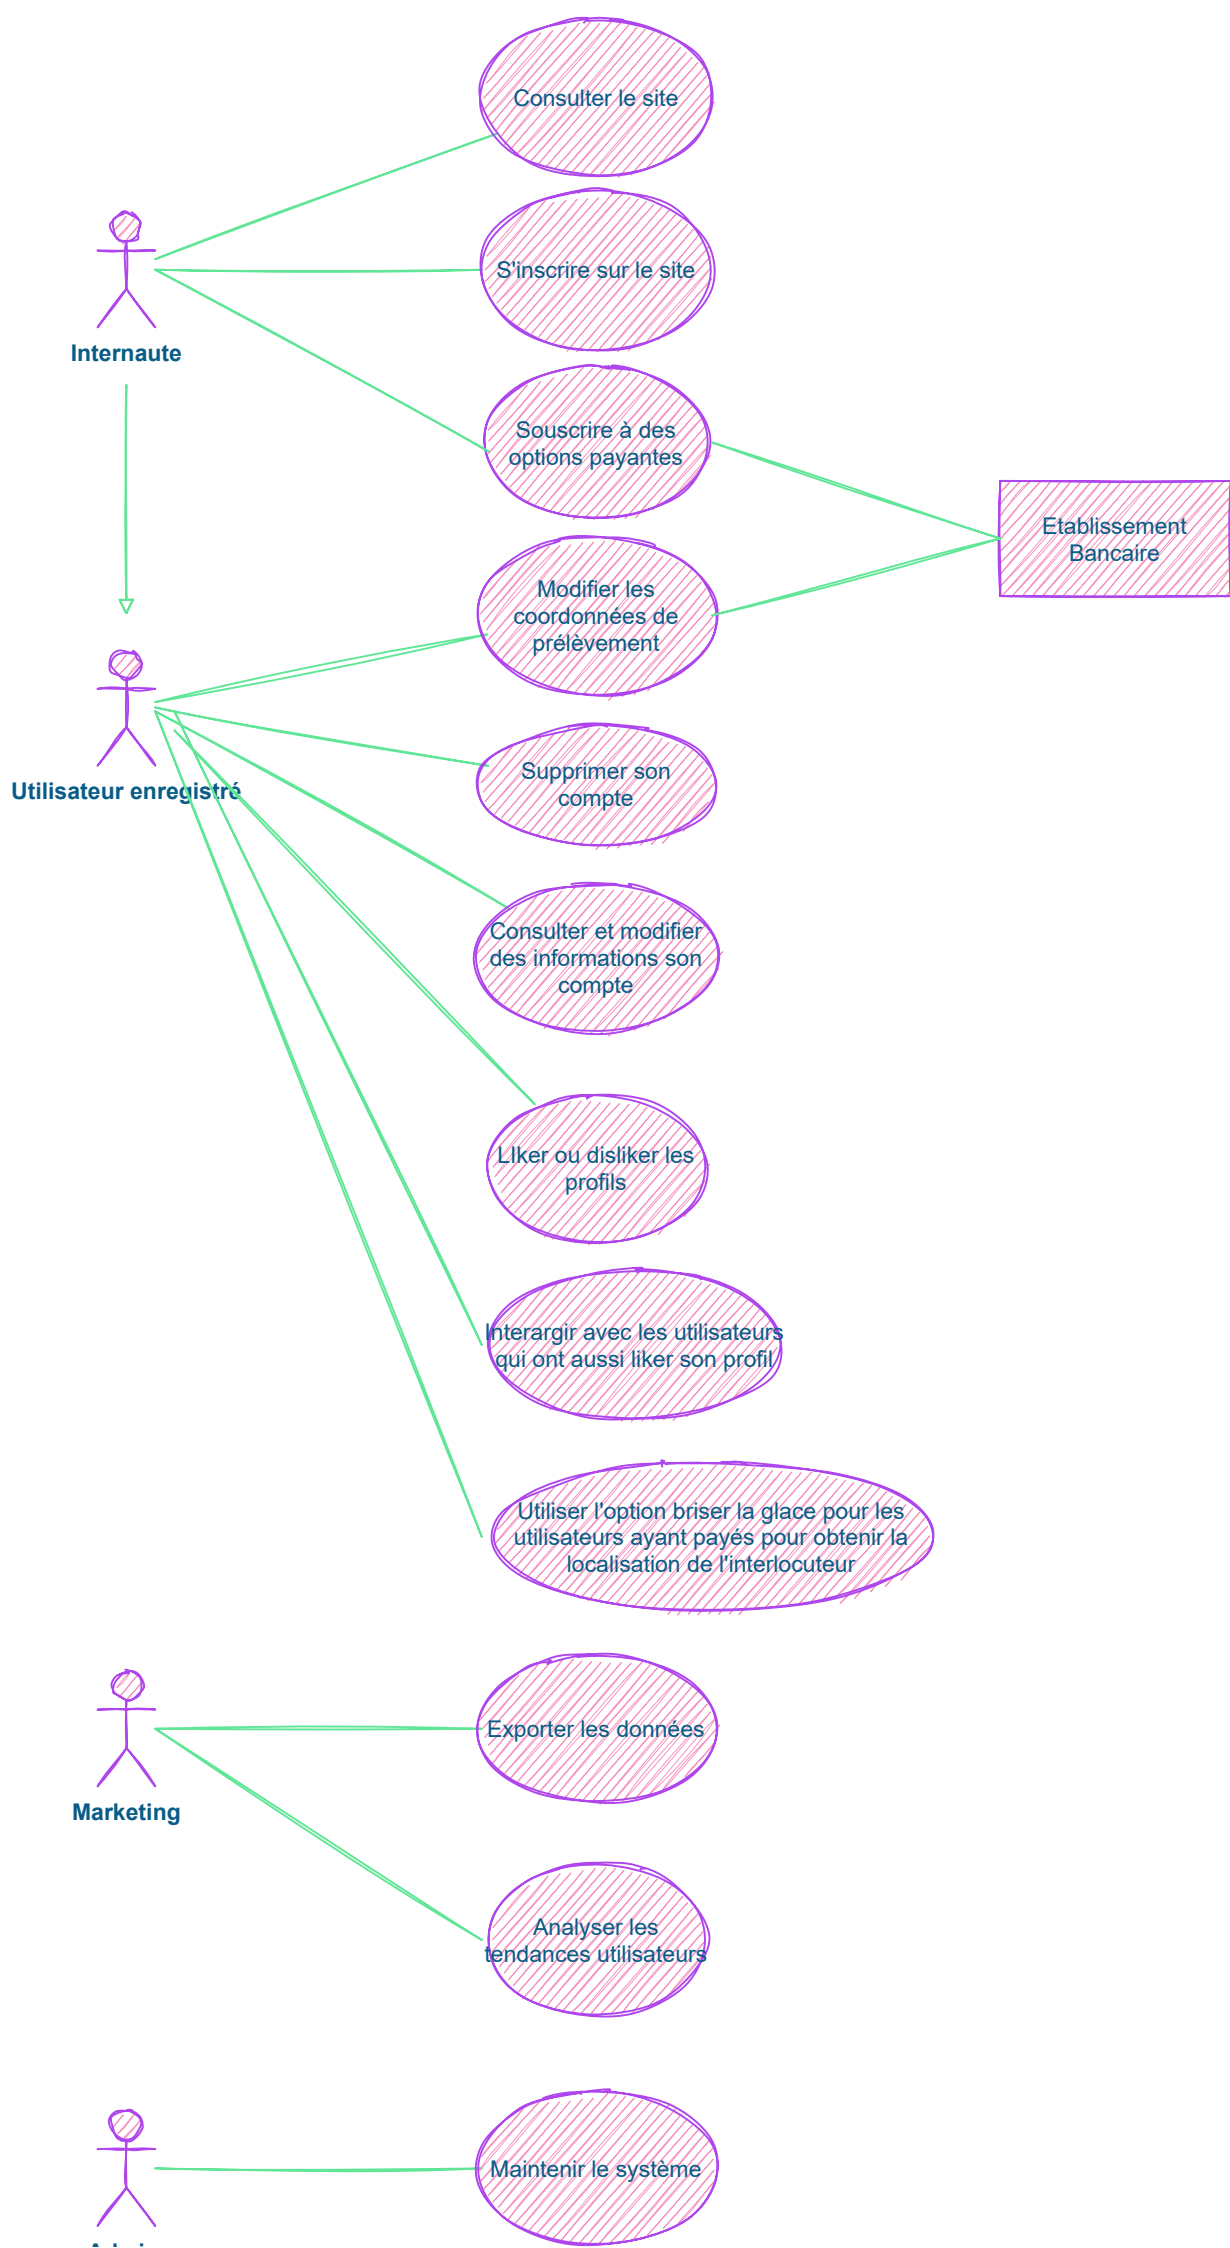 Consulter le site
S'inscrire sur le site
Internaute
Souscrire à des
options payantes
Etablissement
Bancaire
Modifier les
coordonnées de
prélèvement
Utilisateur enregistré
Supprimer son
compte
Consulter et modifier
des informations son
compte
LIker ou disliker les
profils
Interargir avec les utilisateurs
qui ont aussi liker son profil
Utiliser l'option briser la glace pour les
utilisateurs ayant payés pour obtenir la
localisation de l'interlocuteur
Exporter les données
Marketing
Analyser les
tendances utilisateurs
Maintenir le système